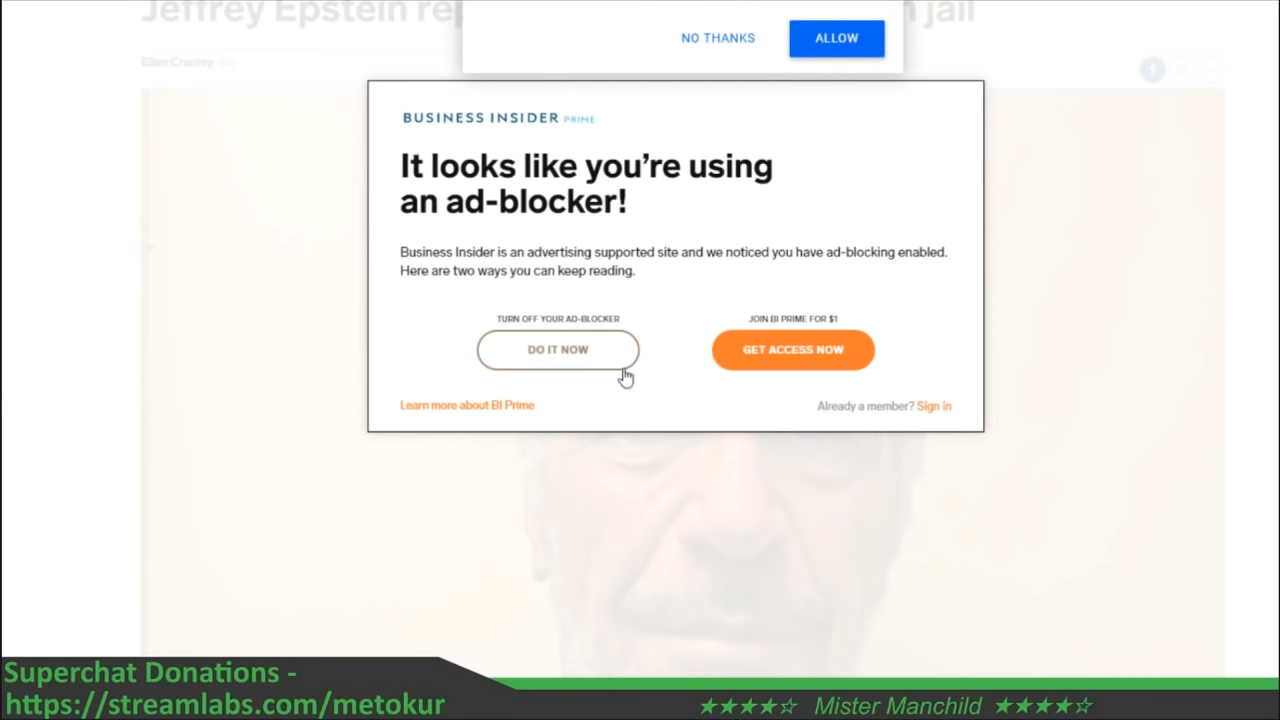 Jeffrey Epstein rep jail
NO THANKS ALLOW
Ellen Cranley
BUSINESS INSIDER PRIME
It looks like you're using
an ad-blocker!
Business Insider is an advertising supported site and we noticed you have ad-blocking enabled.
Here are two ways you can keep reading.
TURN OFF YOUR AD-BLOCKER JOIN BI PRIME FOR $1
DO IT NOW GET ACCESS NOW
Learn more about BI Prime Already a member? Sign in
Superchat Donations -
https://streamlabs.com/metokur
★★★★☆ Mister Manchild ★★★★☆